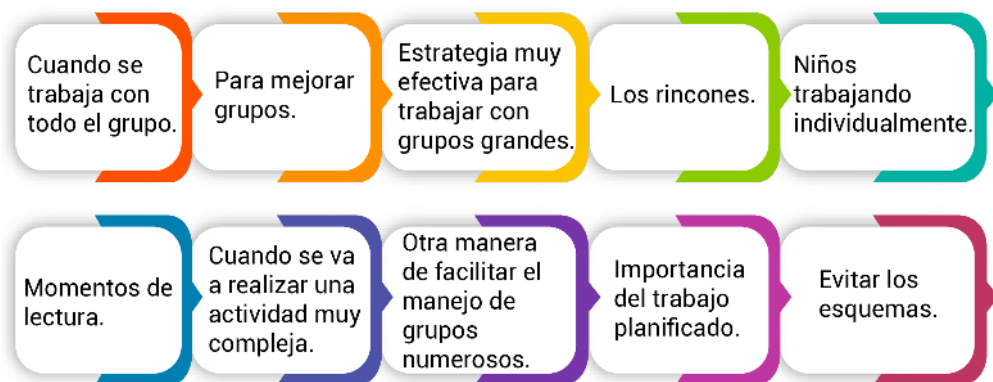 Cuando se
trabaja con
todo el grupo.
Para mejorar
grupos.
Estrategia muy
efectiva para
trabajar con
grupos grandes.
Los rincones.
Niños
trabajando
individualmente.
Momentos de
lectura.
Cuando se va
a realizar una
actividad muy
compleja.
Otra manera
de facilitar el
manejo de
grupos
numerosos.
Importancia
del trabajo
planificado.
Evitar los
esquemas.